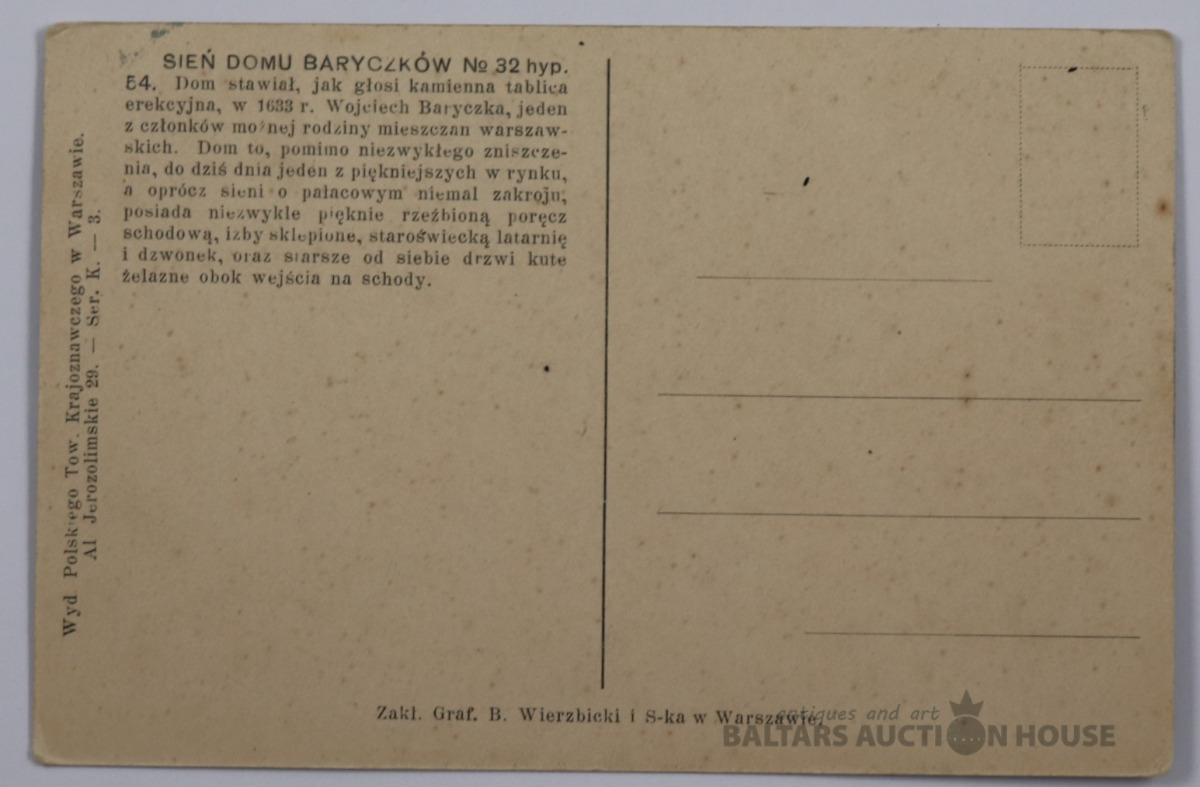 SIEŃ DOMU BARYCZKÓW № 32 hyp.
54. Dom stawiał, jak głosi kamienna tablica
erekcyjna, w 1633 r. Wojciech Baryczka, jeden
z członków możnej rodziny mieszczan warszaw-
skich. Dom to, pomimo niezwykłego zniszcze-
nia, do dziś dnia jeden z piękniejszych w rynku,
a oprócz sieni o pałacowym niemal zakroju,
posiada niezwykle pięknie rzeźbioną poręcz
schodową, izby sklepione, staroświecką latarnię
i dzwonek, oraz starsze od siebie drzwi kute
żelazne obok wejścia na schody.
Wyd Polskiego Tow. Krajoznawczego w Warszawie.
Al Jerozolimskie 29. — Ser. K. — 3.
Zakł. Graf. B. Wierzbicki i S-ka w Warszawie.
antiques and art
BALTARS AUCTION HOUSE